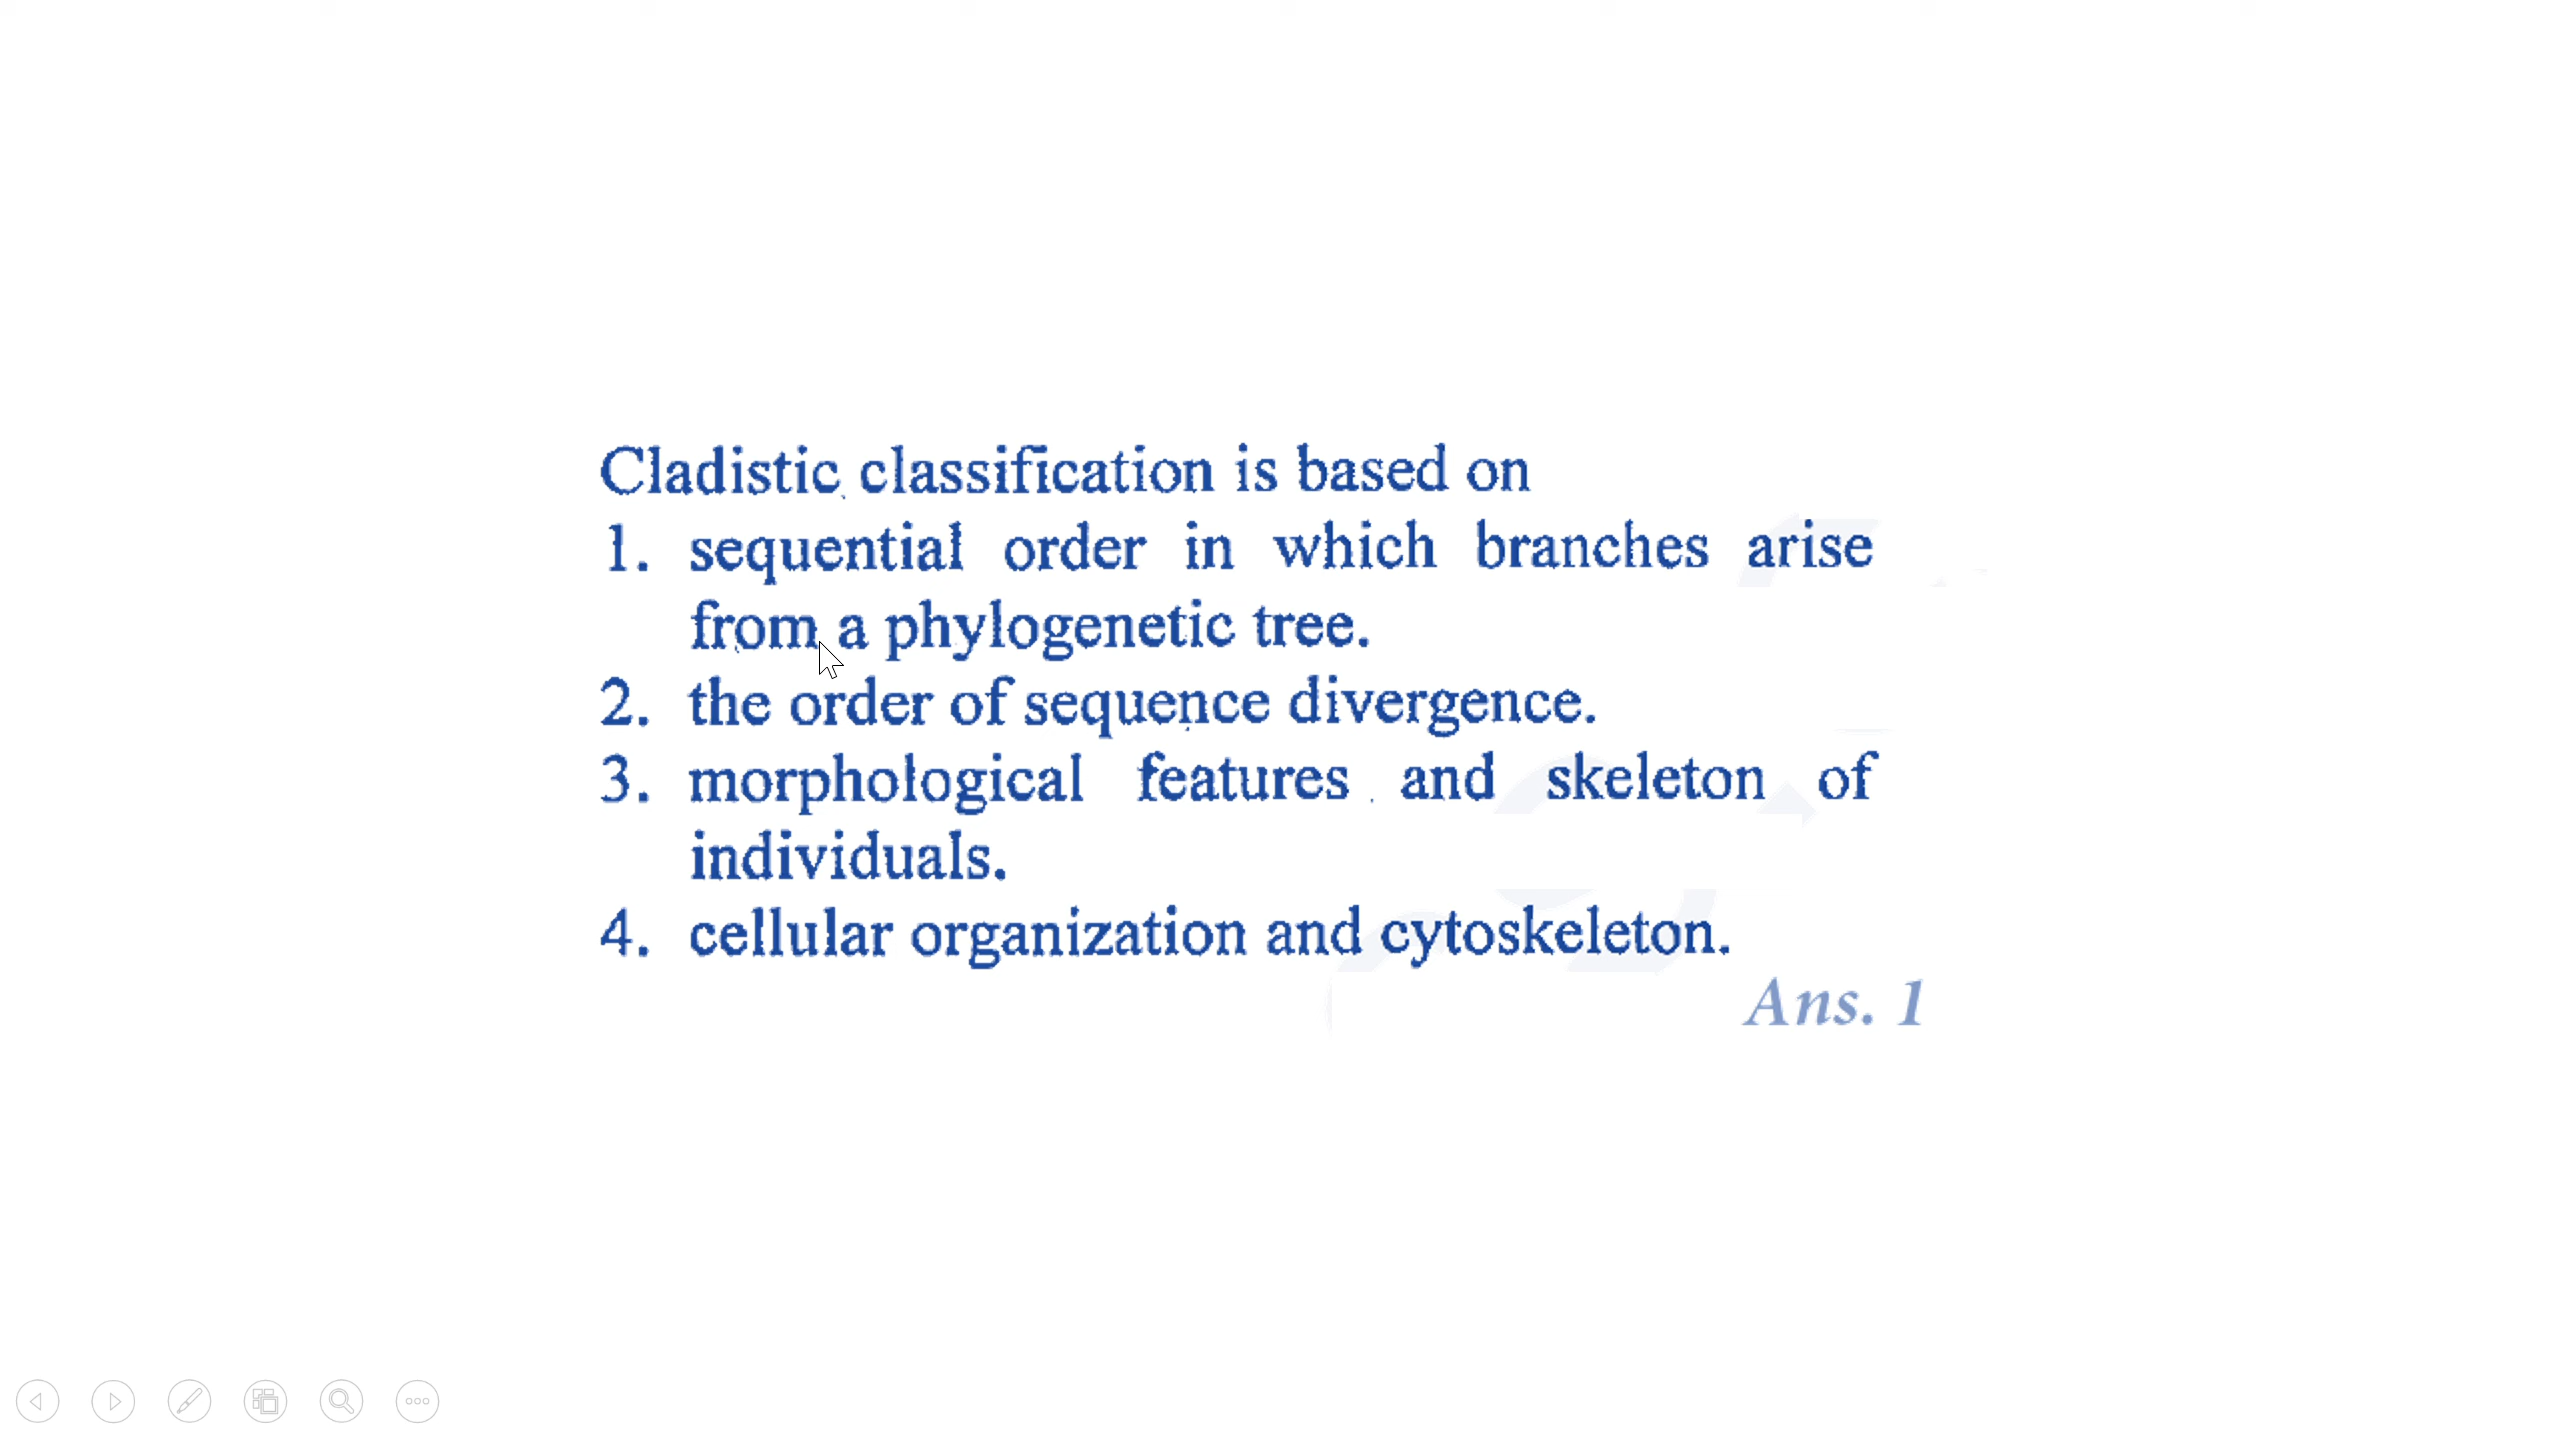 Cladistic classification is based on
1. sequential order in which branches arise
from a phylogenetic tree.
2. the order of sequence divergence.
3. morphological features and skeleton of
individuals.
4. cellular organization and cytoskeleton.
Ans. 1